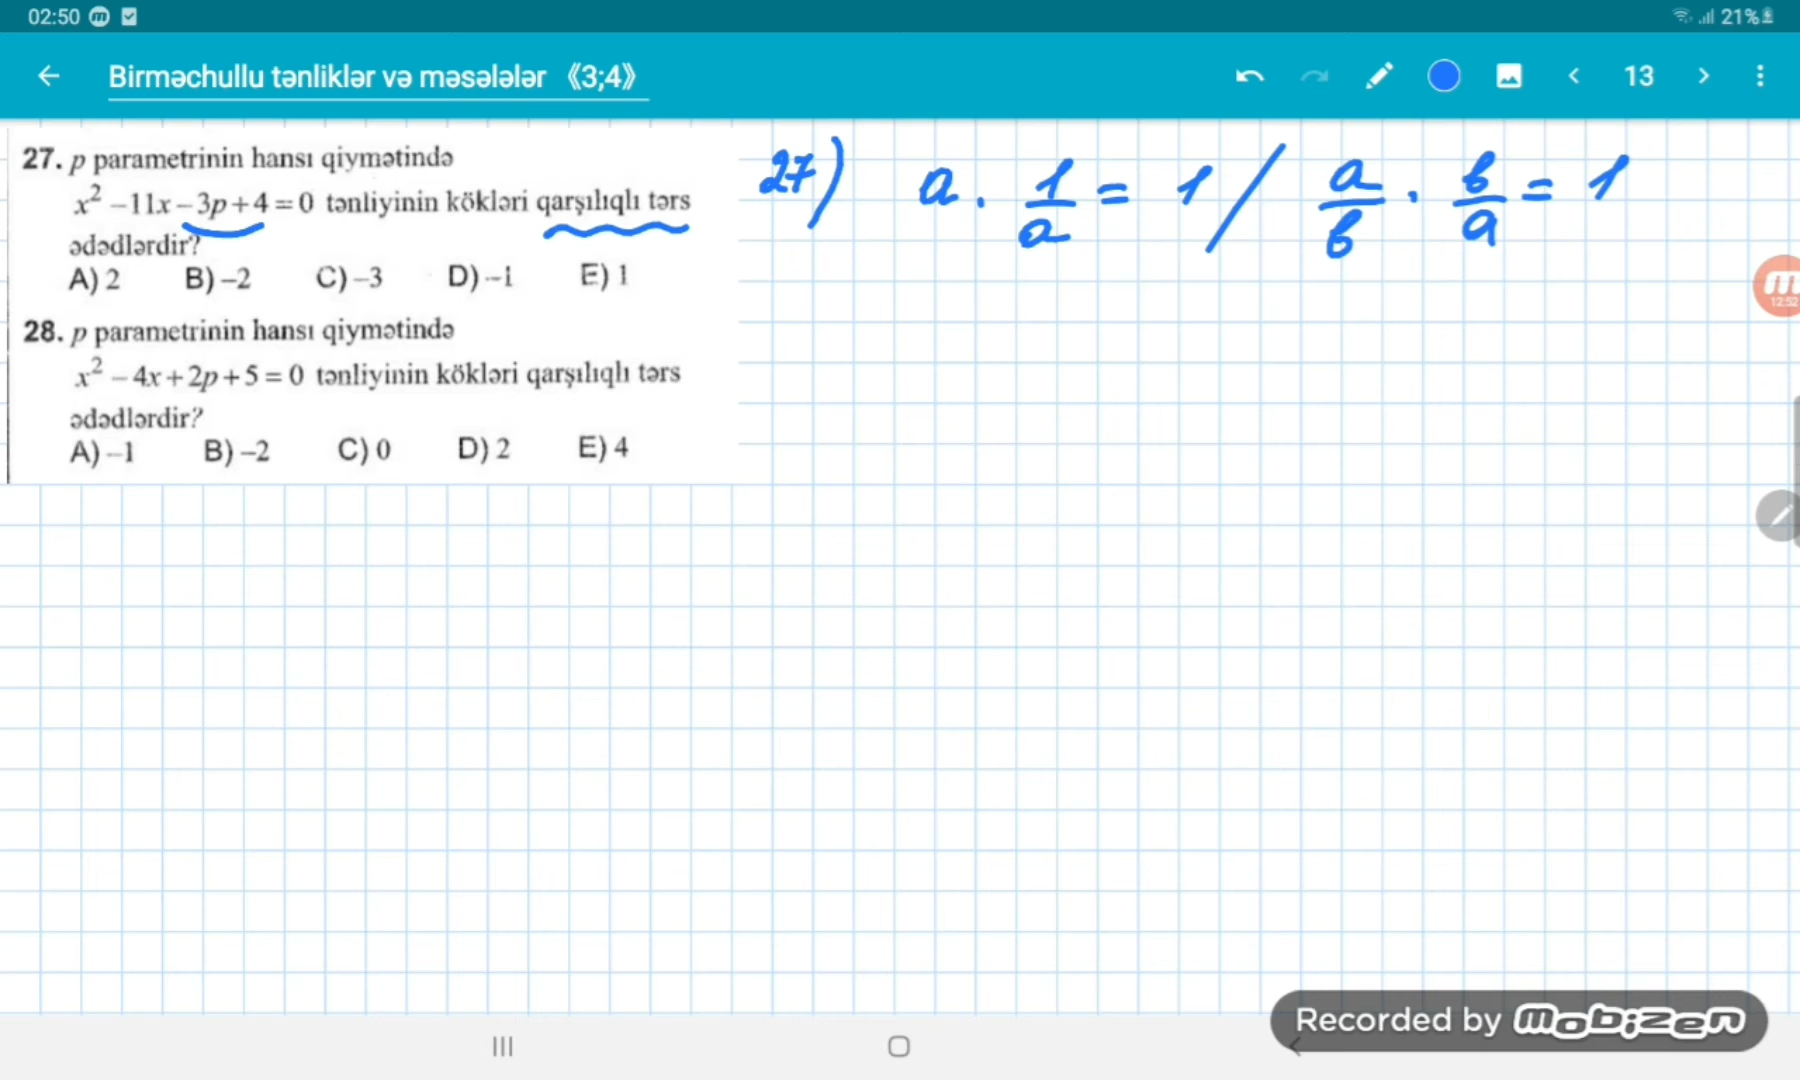 02:50
21%
Birməchullu tənliklər və məsələlər 《3;4》
13
27. p parametrinin hansı qiymətində
x² – 11x – 3p + 4 = 0 tənliyinin kökləri qarşılıqlı tərs
ədədlərdir?
A) 2 B) –2 C) –3 D) –1 E) 1
28. p parametrinin hansı qiymətində
x² – 4x + 2p + 5 = 0 tənliyinin kökləri qarşılıqlı tərs
ədədlərdir?
A) –1 B) –2 C) 0 D) 2 E) 4
27) a · 1/a = 1 / a/b · b/a = 1
12:52
Recorded by mobizen